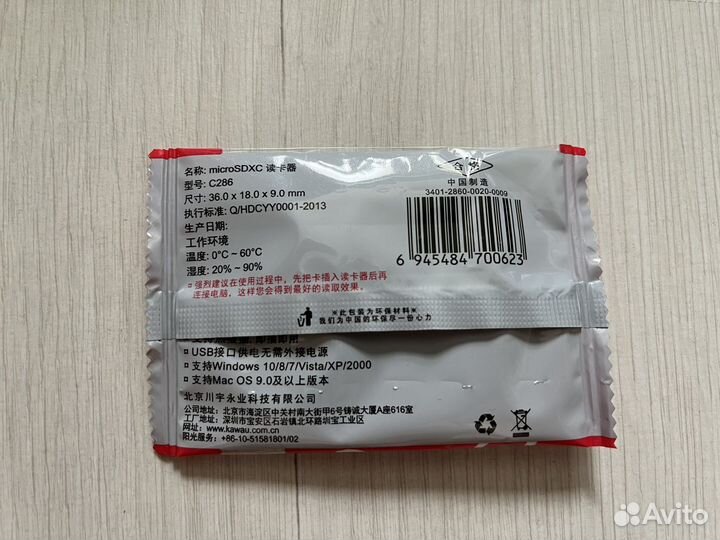 名称: microSDXC 读卡器
型号: C286
尺寸: 36.0 x 18.0 x 9.0 mm
执行标准: Q/HDCYY0001-2013
生产日期:
工作环境
温度: 0°C ~ 60°C
湿度: 20% ~ 90%
¤强烈建议在使用过程中，先把卡插入读卡器后再
连接电脑，这样您会得到最好的读取效果。
合格
中国制造
3401-2860-0020-0009
6 945484 700623
※此包装为环保材料※
我们为中国的环保尽一份心力
即插即用
¤ USB接口供电无需外接电源
¤ 支持Windows 10/8/7/Vista/XP/2000
¤ 支持Mac OS 9.0及以上版本
北京川宇永业科技有限公司
公司地址: 北京市海淀区中关村南大街甲6号铸诚大厦A座616室
工厂地址: 深圳市宝安区石岩镇北环路圳宝工业区
网址: www.kawau.com.cn
阳光服务: +86-10-51581801/02
Avito